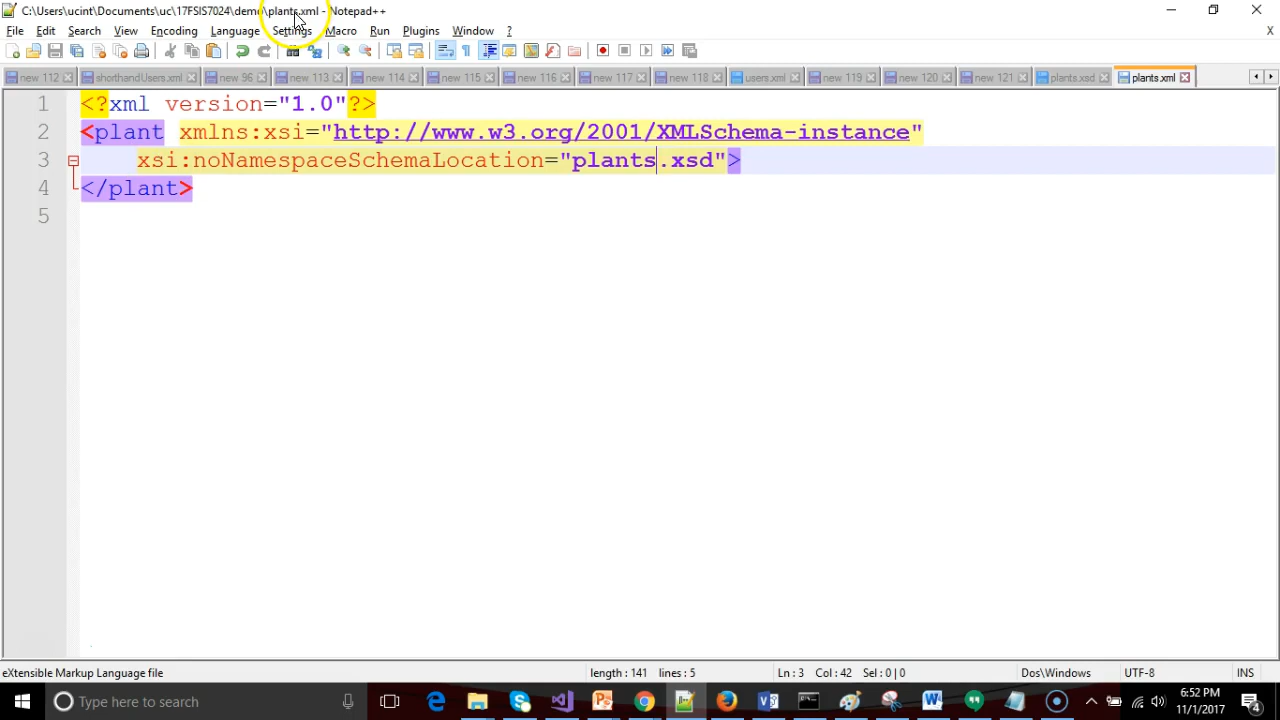 C:\Users\ucint\Documents\uc\17FSIS7024\demo\plants.xml - Notepad++
File Edit Search View Encoding Language Settings Macro Run Plugins Window ? X
new 112 shorthandUsers.xml new 96 new 113 new 114 new 115 new 116 new 117 new 118 users.xml new 119 new 120 new 121 plants.xsd plants.xml
1 <?xml version="1.0"?>
2 <plant xmlns:xsi="http://www.w3.org/2001/XMLSchema-instance"
3 xsi:noNamespaceSchemaLocation="plants.xsd">
4 </plant>
5
eXtensible Markup Language file length : 141 lines : 5 Ln : 3 Col : 42 Sel : 0 | 0 Dos\Windows UTF-8 INS
Type here to search 6:52 PM
11/1/2017 4